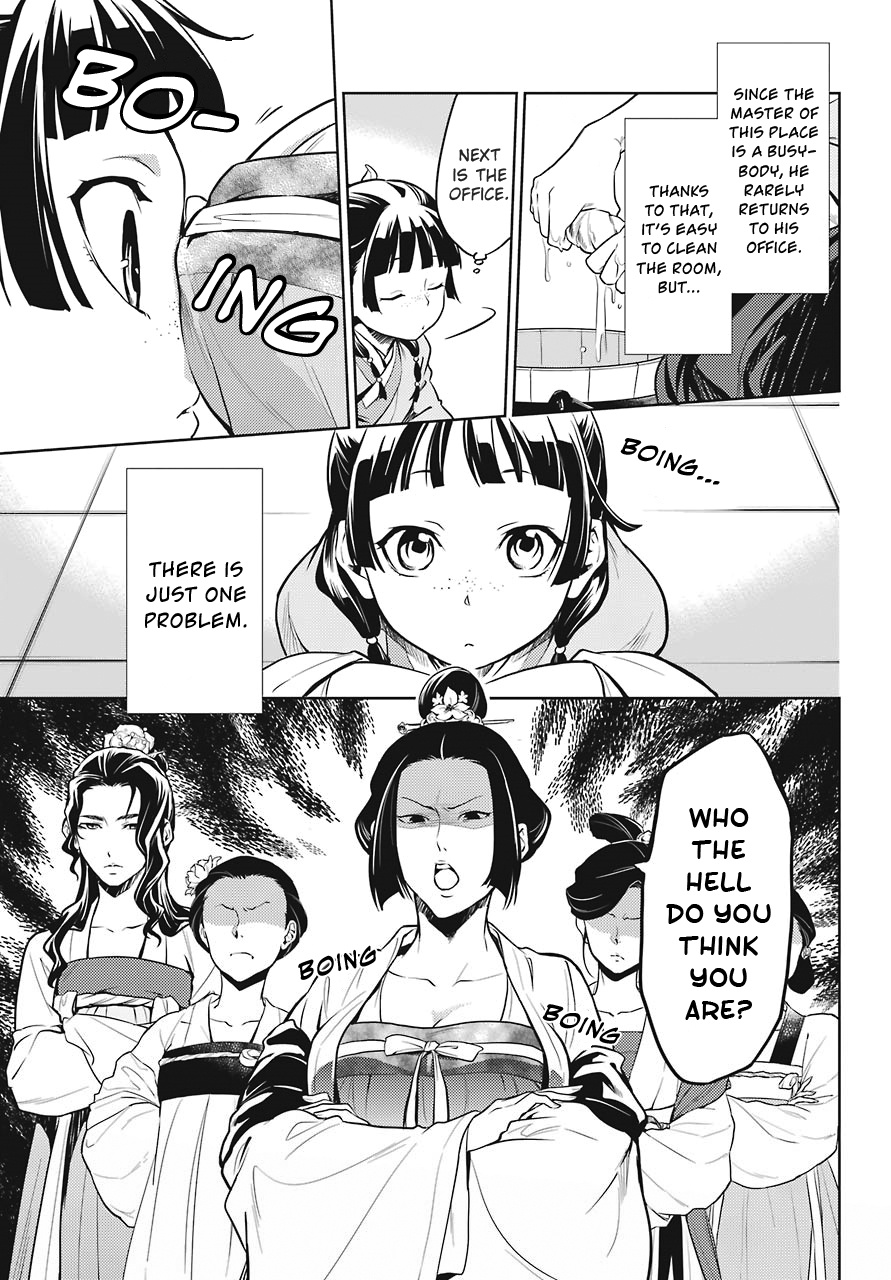 SINCE THE
MASTER OF
THIS PLACE
IS A BUSY-
BODY, HE
RARELY
RETURNS
TO HIS
OFFICE.
THANKS
TO THAT,
IT'S EASY
TO CLEAN
THE ROOM,
BUT...
NEXT
IS THE
OFFICE.
BO-
ING
BOING...
THERE IS
JUST ONE
PROBLEM.
WHO
THE
HELL
DO YOU
THINK
YOU
ARE?
BOING
BOING